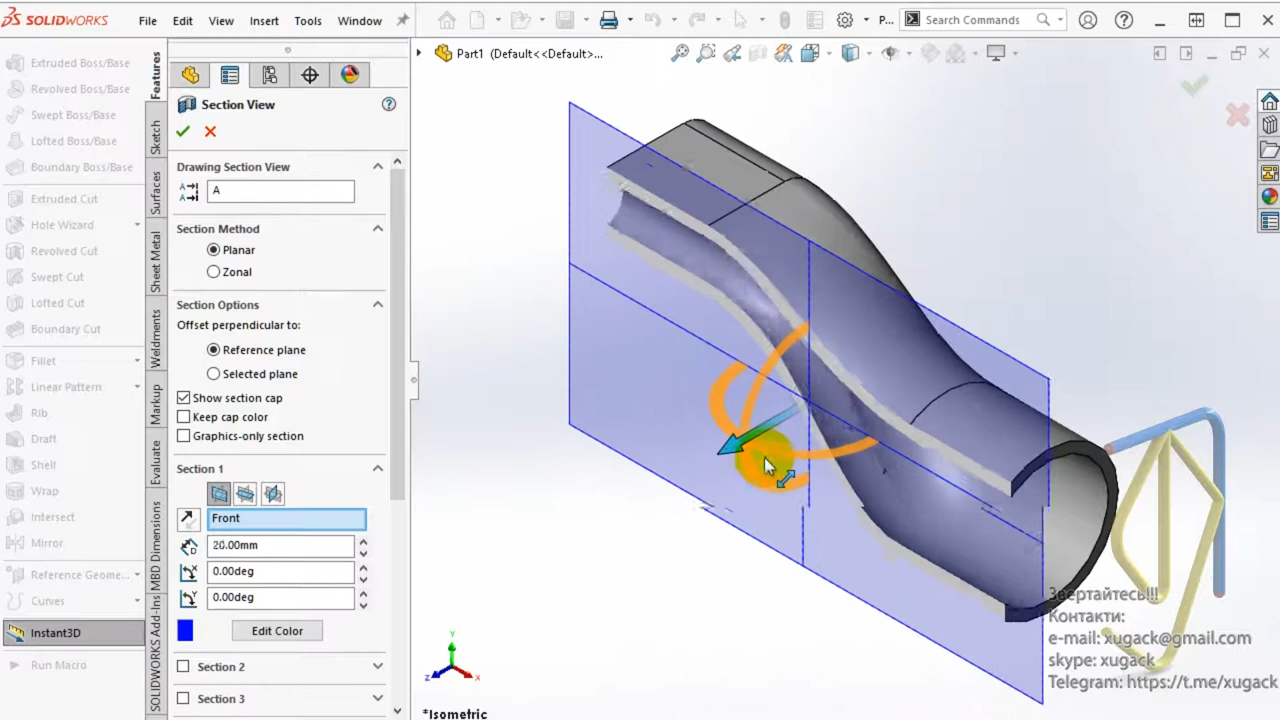 SOLIDWORKS File Edit View Insert Tools Window P... Search Commands
Part1 (Default<<Default>...
Extruded Boss/Base
Revolved Boss/Base
Swept Boss/Base
Lofted Boss/Base
Boundary Boss/Base
Extruded Cut
Hole Wizard
Revolved Cut
Swept Cut
Lofted Cut
Boundary Cut
Fillet
Linear Pattern
Rib
Draft
Shell
Wrap
Intersect
Mirror
Reference Geome...
Curves
Instant3D
Run Macro
Features
Sketch
Surfaces
Sheet Metal
Weldments
Markup
Evaluate
MBD Dimensions
SOLIDWORKS Add-Ins
Section View
Drawing Section View
A
Section Method
Planar
Zonal
Section Options
Offset perpendicular to:
Reference plane
Selected plane
Show section cap
Keep cap color
Graphics-only section
Section 1
Front
20.00mm
0.00deg
0.00deg
Edit Color
Section 2
Section 3
Y
Z
X
*Isometric
Звертайтесь!!!
Контакти:
e-mail: xugack@gmail.com
skype: xugack
Telegram: https://t.me/xugack